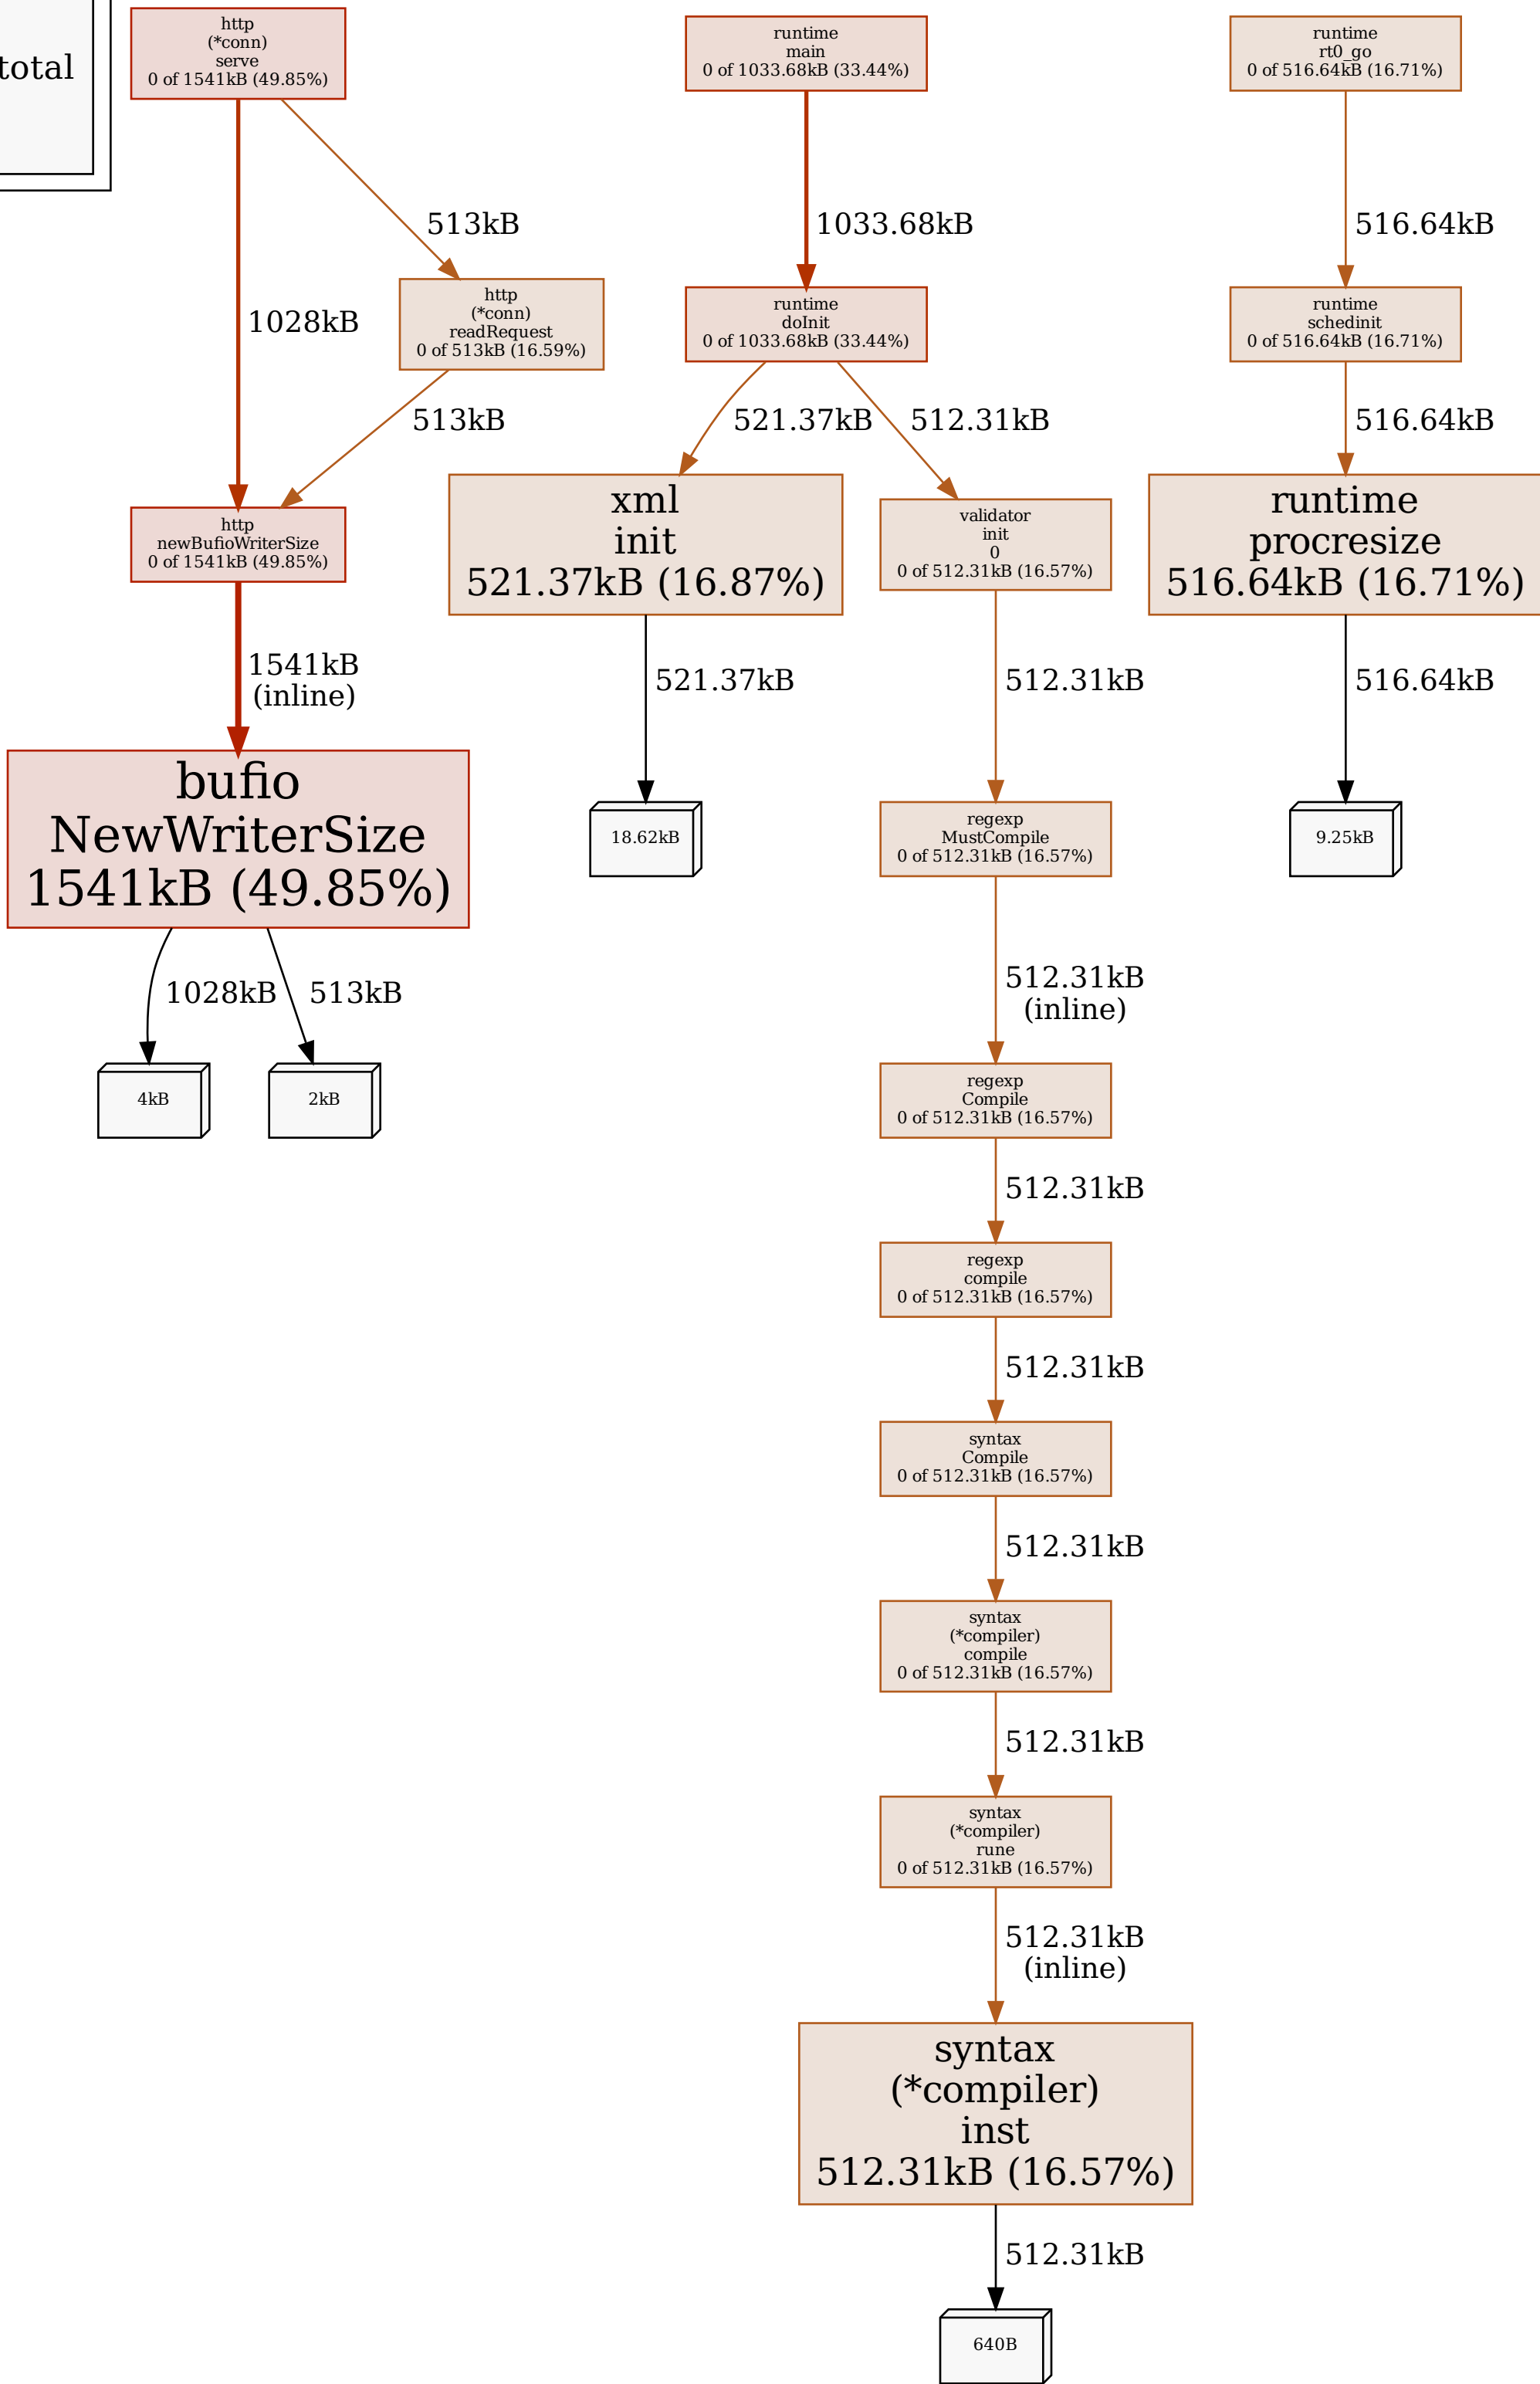 total
http
(*conn)
serve
0 of 1541kB (49.85%)
runtime
main
0 of 1033.68kB (33.44%)
runtime
rt0_go
0 of 516.64kB (16.71%)
513kB
1033.68kB
516.64kB
1028kB
http
(*conn)
readRequest
0 of 513kB (16.59%)
runtime
doInit
0 of 1033.68kB (33.44%)
runtime
schedinit
0 of 516.64kB (16.71%)
513kB
521.37kB
512.31kB
516.64kB
http
newBufioWriterSize
0 of 1541kB (49.85%)
xml
init
521.37kB (16.87%)
validator
init
0
0 of 512.31kB (16.57%)
runtime
procresize
516.64kB (16.71%)
1541kB
(inline)
521.37kB
512.31kB
516.64kB
bufio
NewWriterSize
1541kB (49.85%)
18.62kB
regexp
MustCompile
0 of 512.31kB (16.57%)
9.25kB
1028kB
513kB
512.31kB
(inline)
4kB
2kB
regexp
Compile
0 of 512.31kB (16.57%)
512.31kB
regexp
compile
0 of 512.31kB (16.57%)
512.31kB
syntax
Compile
0 of 512.31kB (16.57%)
512.31kB
syntax
(*compiler)
compile
0 of 512.31kB (16.57%)
512.31kB
syntax
(*compiler)
rune
0 of 512.31kB (16.57%)
512.31kB
(inline)
syntax
(*compiler)
inst
512.31kB (16.57%)
512.31kB
640B